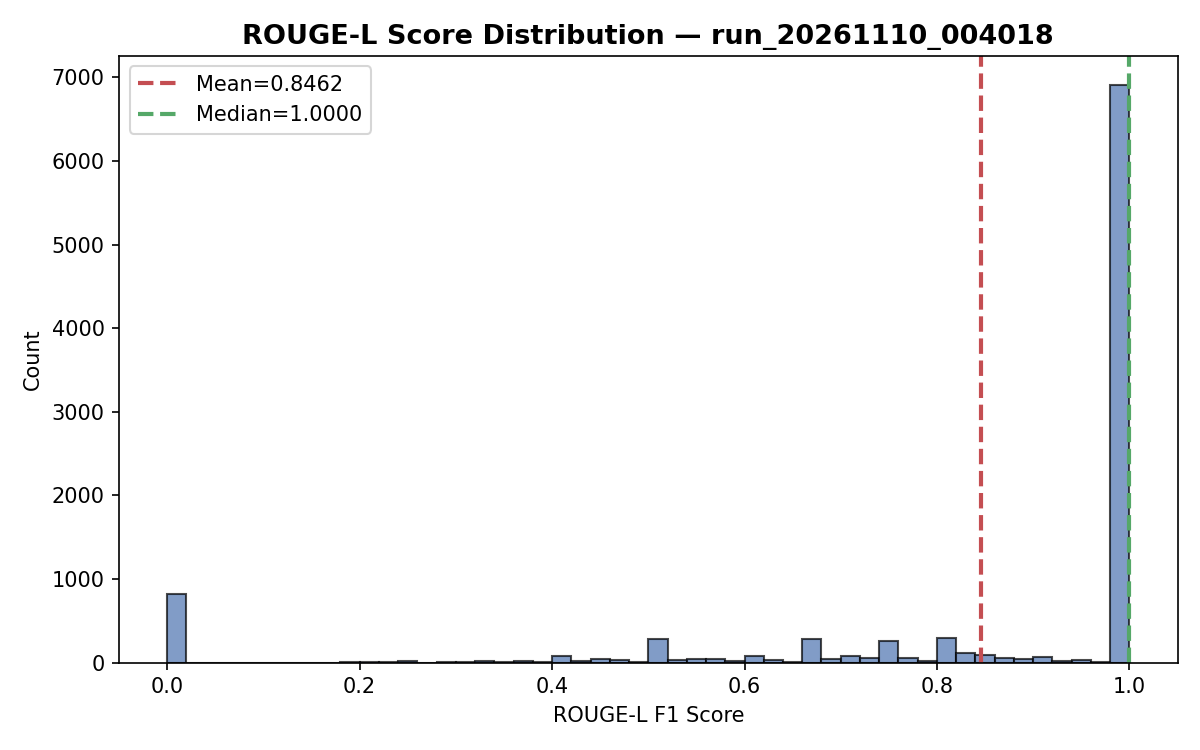 ROUGE-L Score Distribution — run_20261110_004018
Mean=0.8462
Median=1.0000
7000
6000
5000
4000
3000
2000
1000
0
Count
0.0 0.2 0.4 0.6 0.8 1.0
ROUGE-L F1 Score